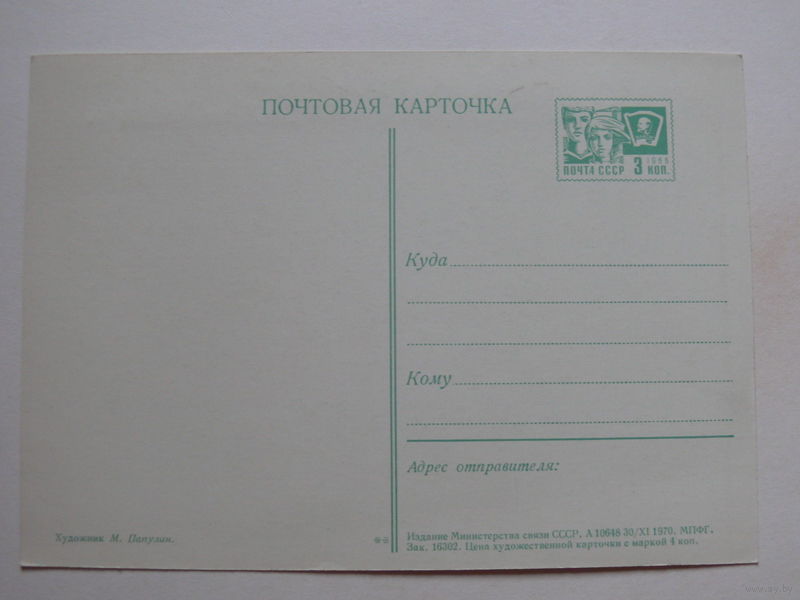 ПОЧТОВАЯ КАРТОЧКА
1966
ПОЧТА СССР 3 КОП.
Куда
Кому
Адрес отправителя:
Художник М. Папулин.
Издание Министерства связи СССР. А 10648 30/XI 1970. МПФГ.
Зак. 16302. Цена художественной карточки с маркой 4 коп.